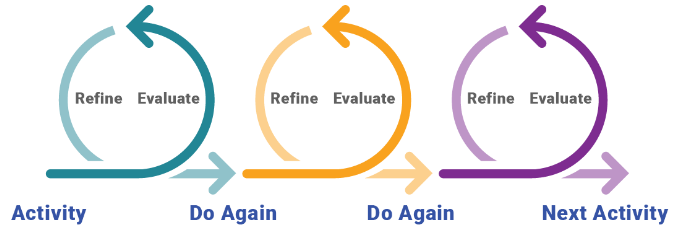 Refine Evaluate Refine Evaluate Refine Evaluate
Activity Do Again Do Again Next Activity